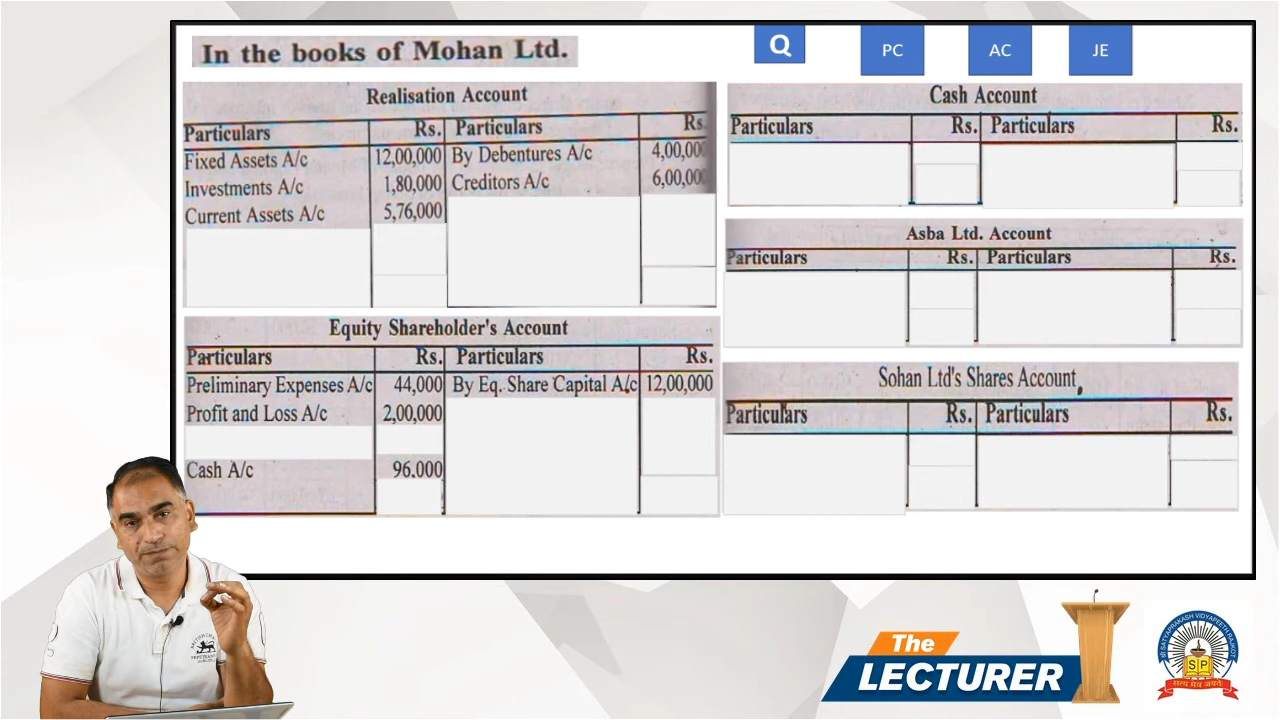 In the books of Mohan Ltd.
Q
PC
AC
JE
Realisation Account
Particulars Rs. Particulars Rs.
Fixed Assets A/c 12,00,000 By Debentures A/c 4,00,000
Investments A/c 1,80,000 Creditors A/c 6,00,00
Current Assets A/c 5,76,000
Equity Shareholder's Account
Particulars Rs. Particulars Rs.
Preliminary Expenses A/c 44,000 By Eq. Share Capital A/c 12,00,000
Profit and Loss A/c 2,00,000
Cash A/c 96,000
Cash Account
Particulars Rs. Particulars Rs.
Asba Ltd. Account
Particulars Rs. Particulars Rs.
Sohan Ltd's Shares Account
Particulars Rs. Particulars Rs.
The
LECTURER
SP
सत्य मेव जयते